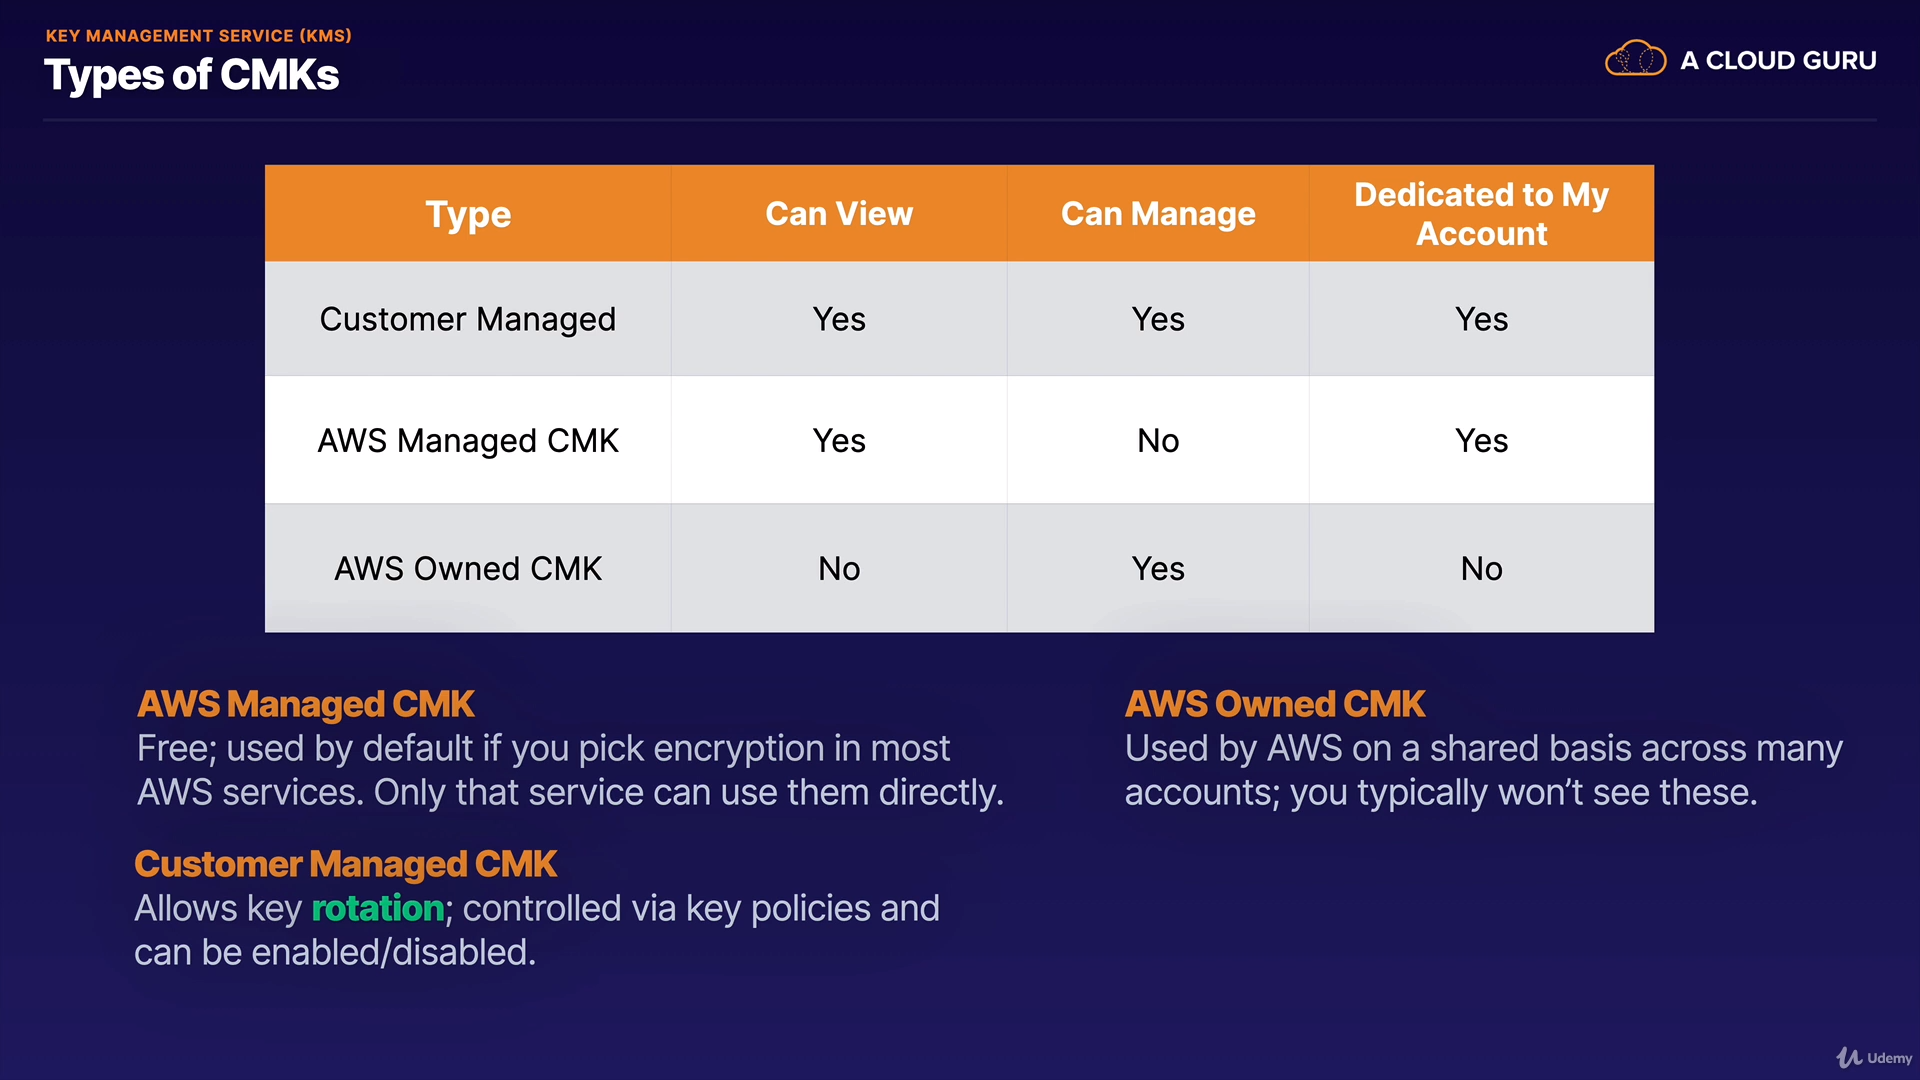 KEY MANAGEMENT SERVICE (KMS)
Types of CMKs
A CLOUD GURU
Type Can View Can Manage Dedicated to My
Account
Customer Managed Yes Yes Yes
AWS Managed CMK Yes No Yes
AWS Owned CMK No Yes No
AWS Managed CMK
Free; used by default if you pick encryption in most
AWS services. Only that service can use them directly.
AWS Owned CMK
Used by AWS on a shared basis across many
accounts; you typically won’t see these.
Customer Managed CMK
Allows key rotation; controlled via key policies and
can be enabled/disabled.
Udemy